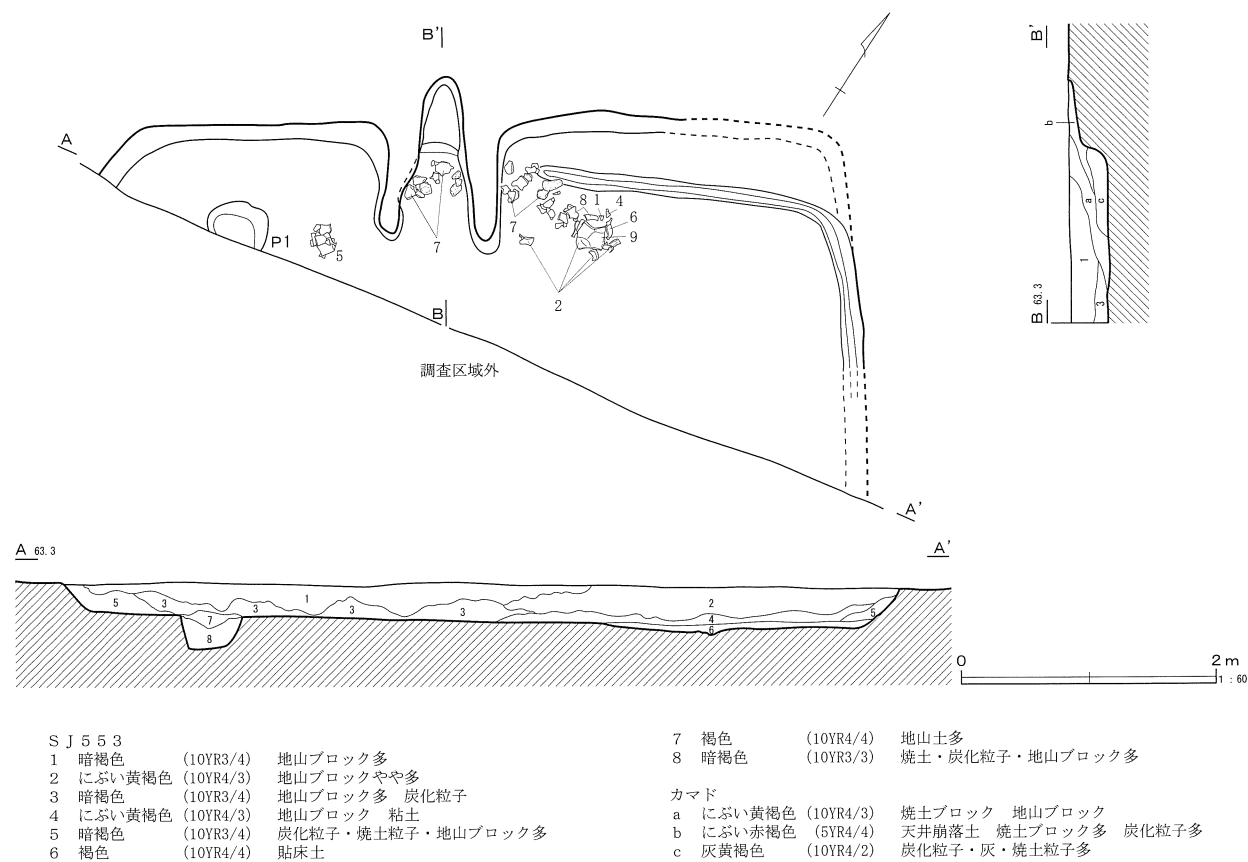 B'
B'
A
b
P1
8 1 4
6
7
9
5
7
a
c
2
1
B
3
B 63.3
調査区域外
A'
A 63.3
A'
1
5
3
3
3
3
2
4
5
6
7
8
0
2 m
1 : 60
ＳＪ５５３
1 暗褐色 (10YR3/4) 地山ブロック多
2 にぶい黄褐色 (10YR4/3) 地山ブロックやや多
3 暗褐色 (10YR3/4) 地山ブロック多 炭化粒子
4 にぶい黄褐色 (10YR4/3) 地山ブロック 粘土
5 暗褐色 (10YR3/4) 炭化粒子・焼土粒子・地山ブロック多
6 褐色 (10YR4/4) 貼床土
7 褐色 (10YR4/4) 地山土多
8 暗褐色 (10YR3/3) 焼土・炭化粒子・地山ブロック多
カマド
a にぶい黄褐色 (10YR4/3) 焼土ブロック 地山ブロック
b にぶい赤褐色 (5YR4/4) 天井崩落土 焼土ブロック多 炭化粒子多
c 灰黄褐色 (10YR4/2) 炭化粒子・灰・焼土粒子多